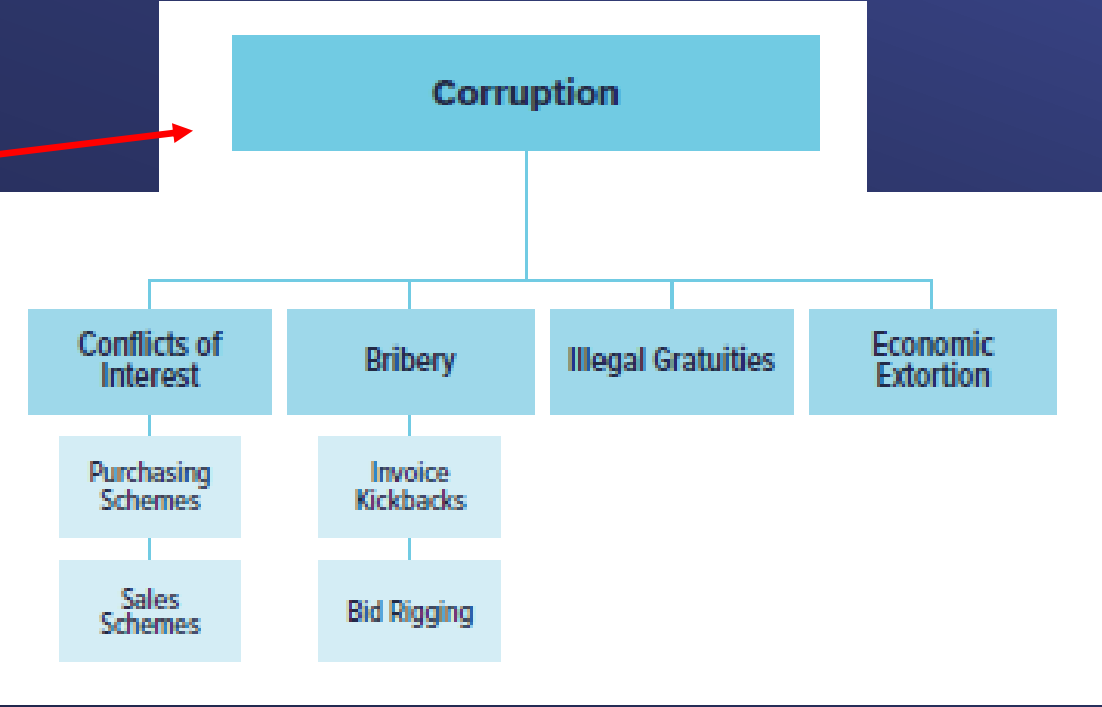 Corruption
Conflicts of
Interest
Bribery
Illegal Gratuities
Economic
Extortion
Purchasing
Schemes
Invoice
Kickbacks
Sales
Schemes
Bid Rigging